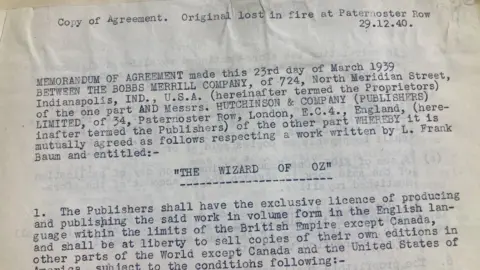 Copy of Agreement. Original lost in fire at Paternoster Row
29.12.40.
MEMORANDUM OF AGREEMENT made this 23rd day of March 1939
BETWEEN THE BOBBS MERRILL COMPANY, of 724, North Meridian Street,
Indianapolis, IND., U.S.A. (hereinafter termed the Proprietors)
of the one part AND Messrs. HUTCHINSON & COMPANY (PUBLISHERS)
LIMITED, of 34, Paternoster Row, London, E.C.4., England, (here-
inafter termed the Publishers) of the other part WHEREBY it is
mutually agreed as follows respecting a work written by L. Frank
Baum and entitled:-
"THE WIZARD OF OZ"
1. The Publishers shall have the exclusive licence of producing
and publishing the said work in volume form in the English lan-
guage within the limits of the British Empire except Canada,
and shall be at liberty to sell copies of their own editions in
other parts of the World except Canada and the United States of
America, subject to the conditions following:-